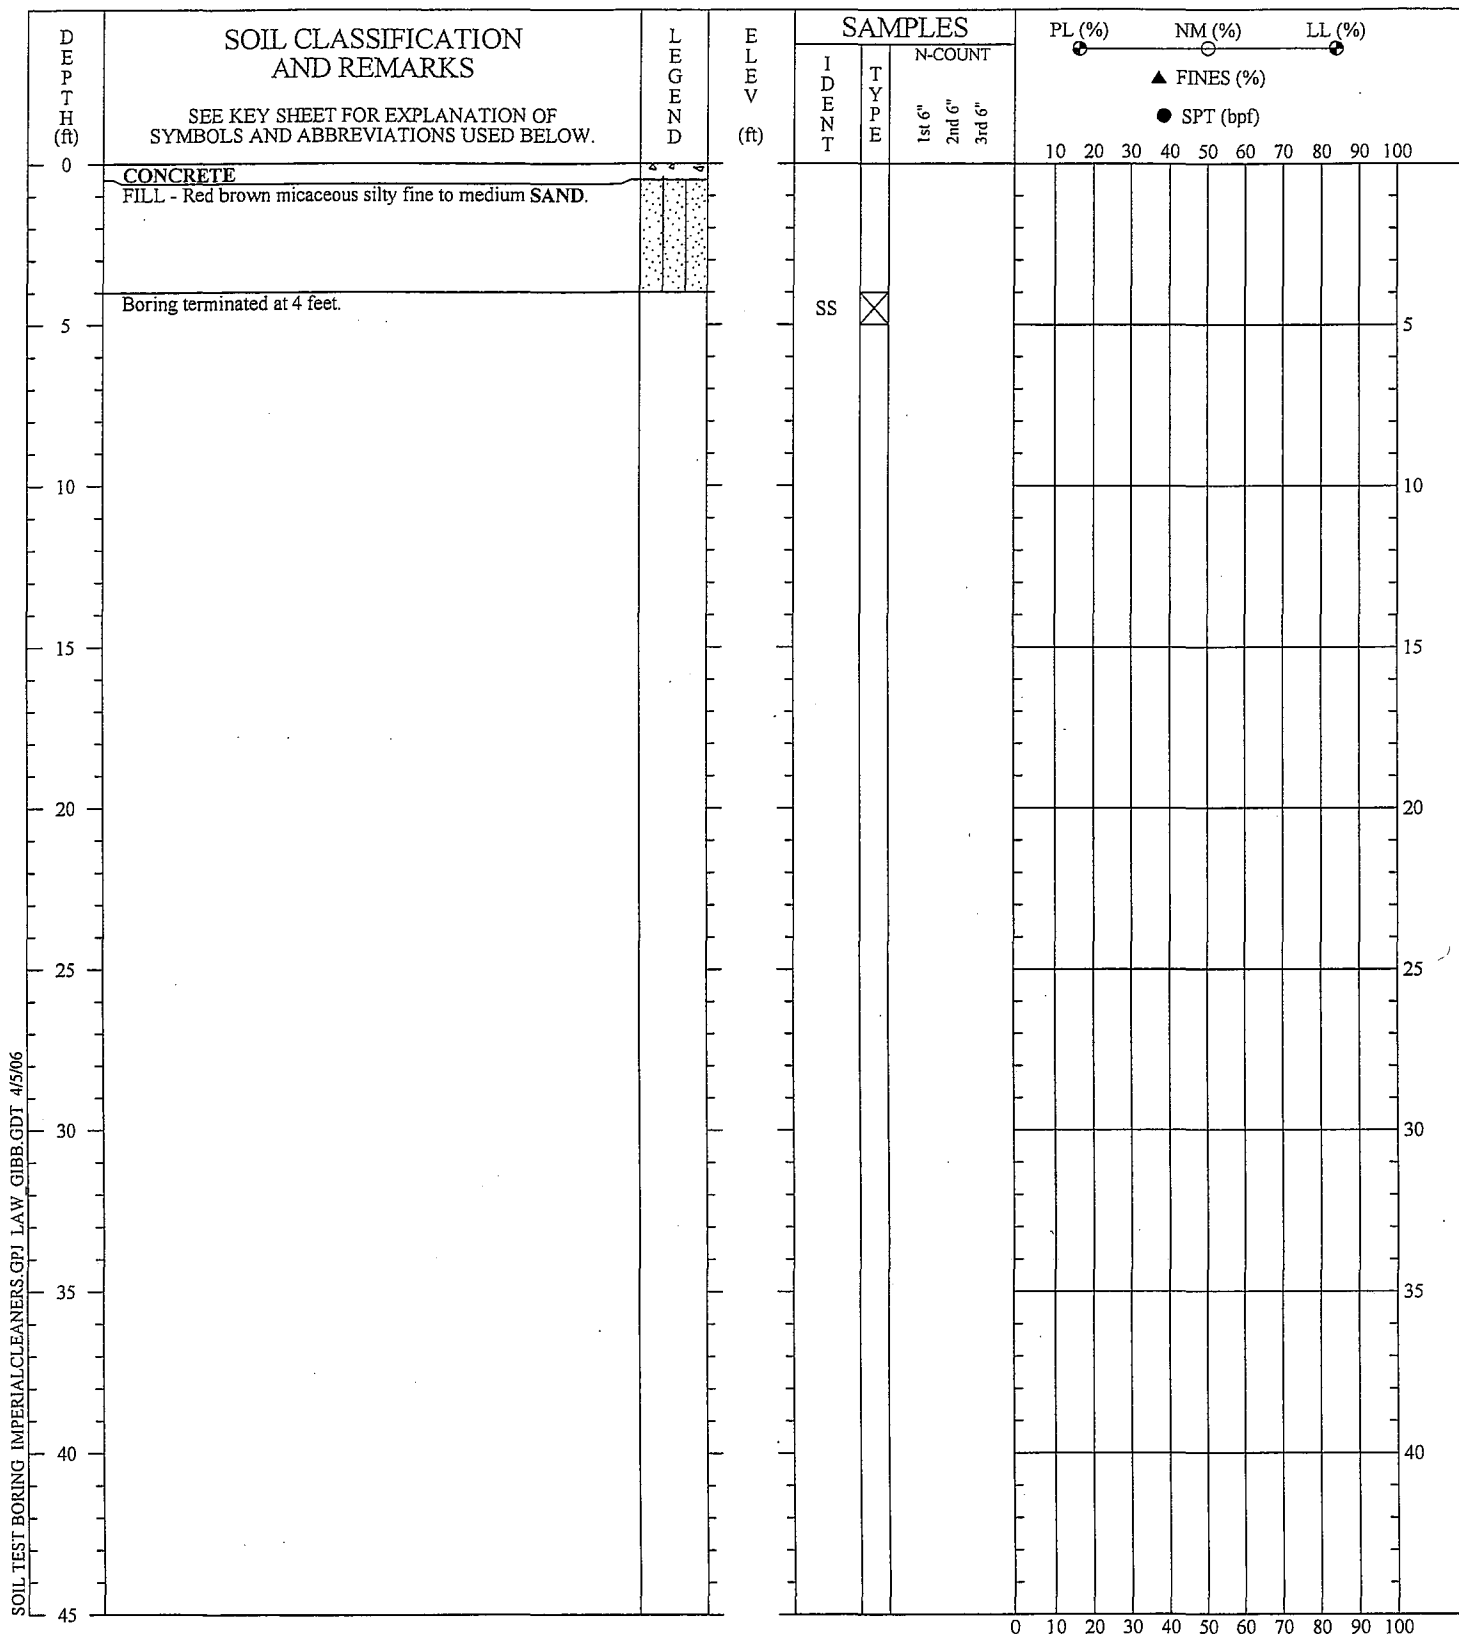 DEPTH
(ft)
SOIL CLASSIFICATION
AND REMARKS
SEE KEY SHEET FOR EXPLANATION OF
SYMBOLS AND ABBREVIATIONS USED BELOW.
LEGEND
ELEV
(ft)
SAMPLES
IDENT
TYPE
N-COUNT
1st 6"
2nd 6"
3rd 6"
PL (%) NM (%) LL (%)
▲ FINES (%)
● SPT (bpf)
10 20 30 40 50 60 70 80 90 100
0
CONCRETE
FILL - Red brown micaceous silty fine to medium SAND.
Boring terminated at 4 feet.
SS
5 5
10 10
15 15
20 20
25 25
30 30
35 35
40 40
45
0 10 20 30 40 50 60 70 80 90 100
SOIL TEST BORING IMPERIALCLEANERS.GPJ LAW_GIBB.GDT 4/5/06